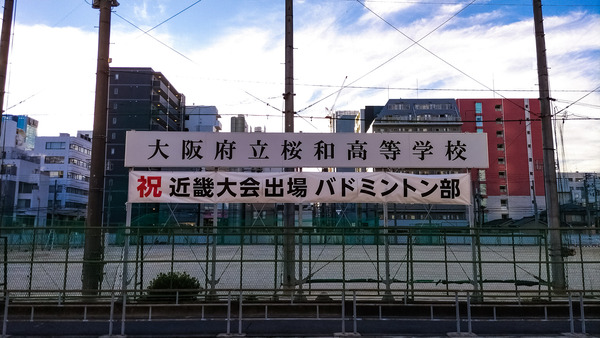 大阪府立桜和高等学校
祝 近畿大会出場 バドミントン部